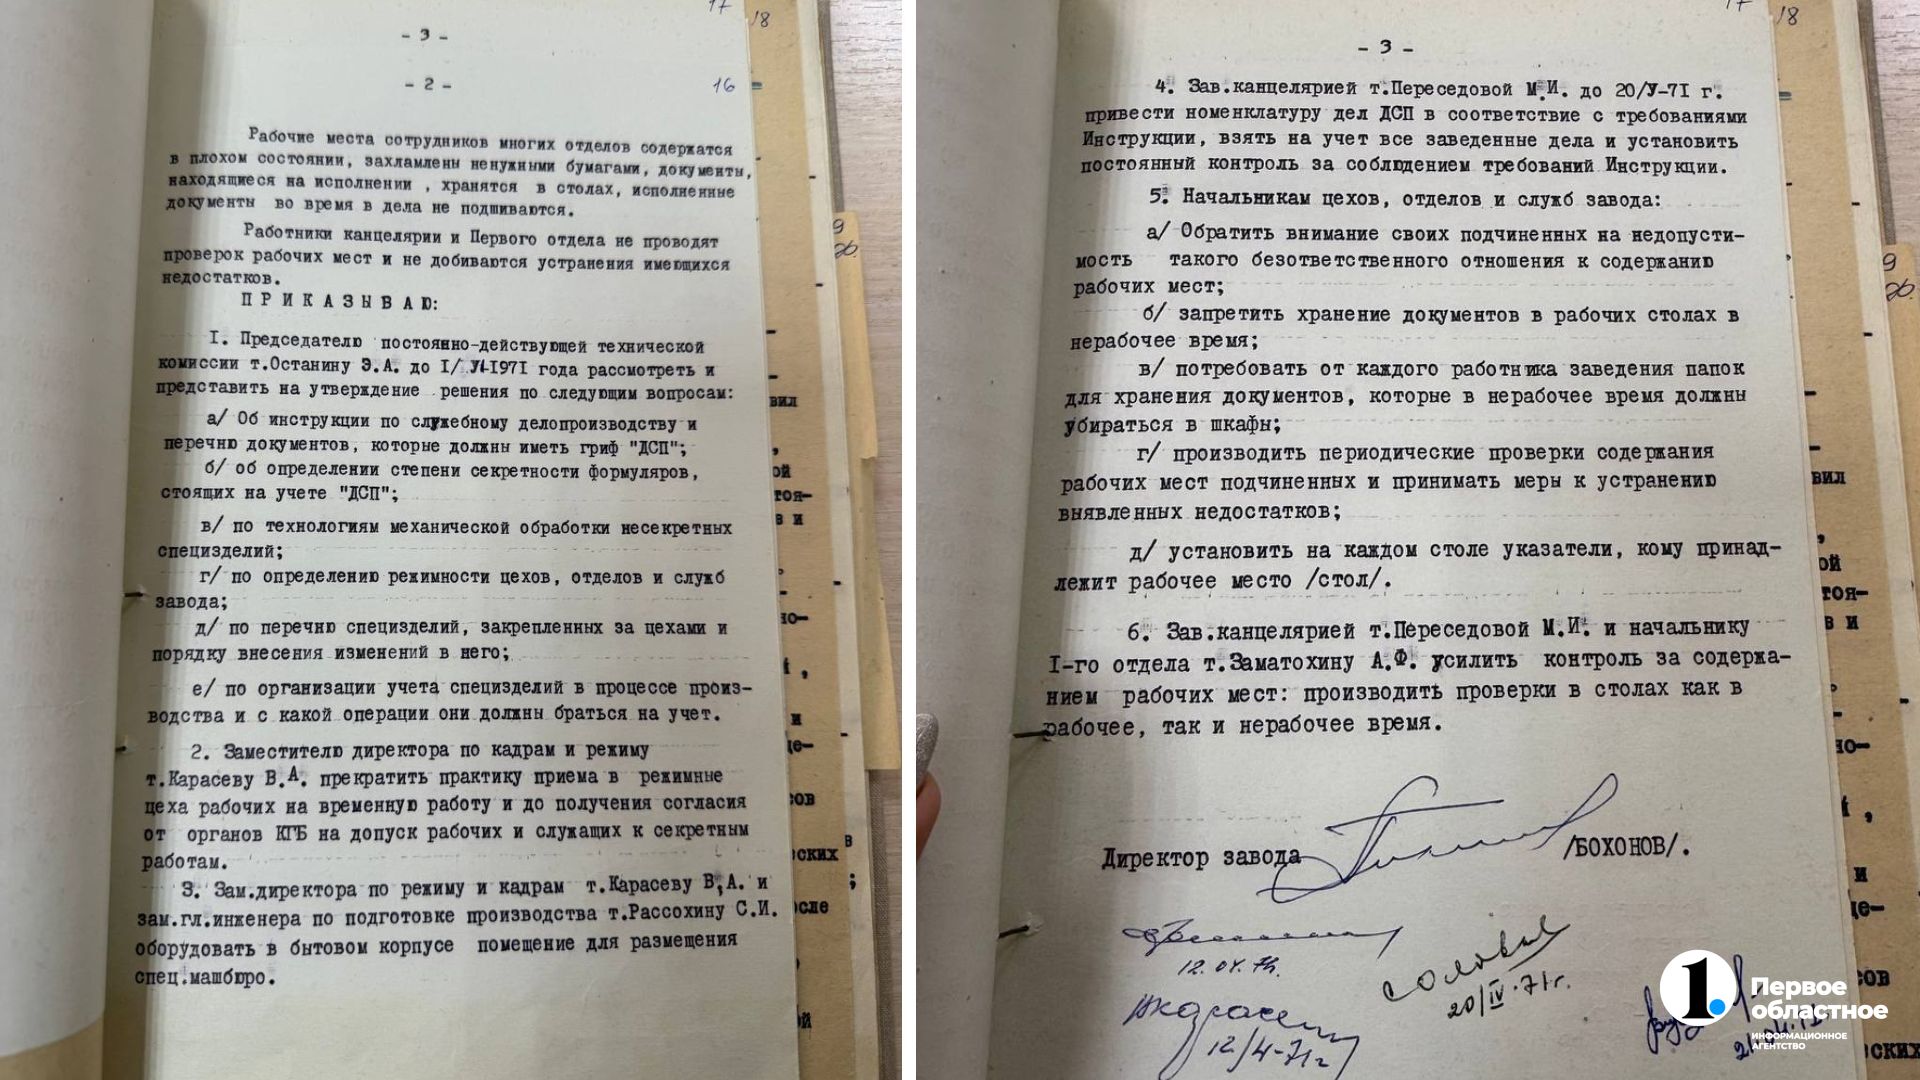 17
18
- 3 -
- 2 -
16
Рабочие места сотрудников многих отделов содержатся
в плохом состоянии, захламлены ненужными бумагами, документы,
находящиеся на исполнении , хранятся в столах, исполненные
документы во время в дела не подшиваются.
Работники канцелярии и Первого отдела не проводят
проверок рабочих мест и не добиваются устранения имеющихся
недостатков.
П Р И К А З Ы В А Ю:
I. Председателю постоянно-действующей технической
комиссии т.Останину Э.А. до I/ УI-1971 года рассмотреть и
представить на утверждение решения по следующим вопросам:
а/ Об инструкции по служебному делопроизводству и
перечню документов, которые должны иметь гриф "ДСП";
б/ об определении степени секретности формуляров,
стоящих на учете "ДСП";
в/ по технологиям механической обработки несекретных
специзделий;
г/ по определению режимности цехов, отделов и служб
завода;
д/ по перечню специзделий, закрепленных за цехами и
порядку внесения изменений в него;
е/ по организации учета специзделий в процессе произ-
водства и с какой операции они должны браться на учет.
2. Заместителю директора по кадрам и режиму
т.Карасеву В.А. прекратить практику приема в режимные
цеха рабочих на временную работу и до получения согласия
от органов КГБ на допуск рабочих и служащих к секретным
работам.
3. Зам.директора по режиму и кадрам т.Карасеву В.А. и
зам.гл.инженера по подготовке производства т.Рассохину С.И.
оборудовать в бытовом корпусе помещение для размещения
спец.машбюро.
17
18
- 3 -
4. Зав.канцелярией т.Переседовой М.И. до 20/У-71 г.
привести номенклатуру дел ДСП в соответствие с требованиями
Инструкции, взять на учет все заведенные дела и установить
постоянный контроль за соблюдением требований Инструкции.
5. Начальникам цехов, отделов и служб завода:
а/ Обратить внимание своих подчиненных на недопусти-
мость такого безответственного отношения к содержанию
рабочих мест;
б/ запретить хранение документов в рабочих столах в
нерабочее время;
в/ потребовать от каждого работника заведения папок
для хранения документов, которые в нерабочее время должны
убираться в шкафы;
г/ производить периодические проверки содержания
рабочих мест подчиненных и принимать меры к устранению
выявленных недостатков;
д/ установить на каждом столе указатели, кому принад-
лежит рабочее место /стол/.
6. Зав.канцелярией т.Переседовой М.И. и начальнику
I-го отдела т.Заматохину А.Ф. усилить контроль за содержа-
нием рабочих мест: производить проверки в столах как в
рабочее, так и нерабочее время.
Директор завода /БОХОНОВ/.
12.04.71.
20/IV-71г.
12/4-71г
1.
Первое
областное
ИНФОРМАЦИОННОЕ
АГЕНТСТВО